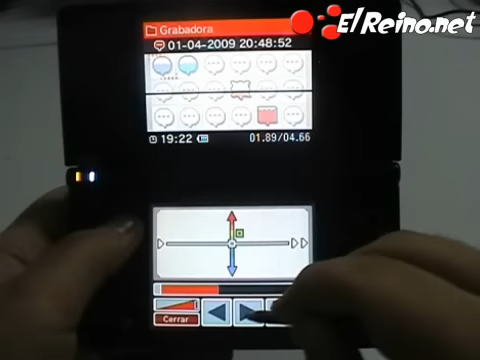 ElReino.net
Grabadora
01-04-2009 20:48:52
19:22
01.89/04.66
Cerrar